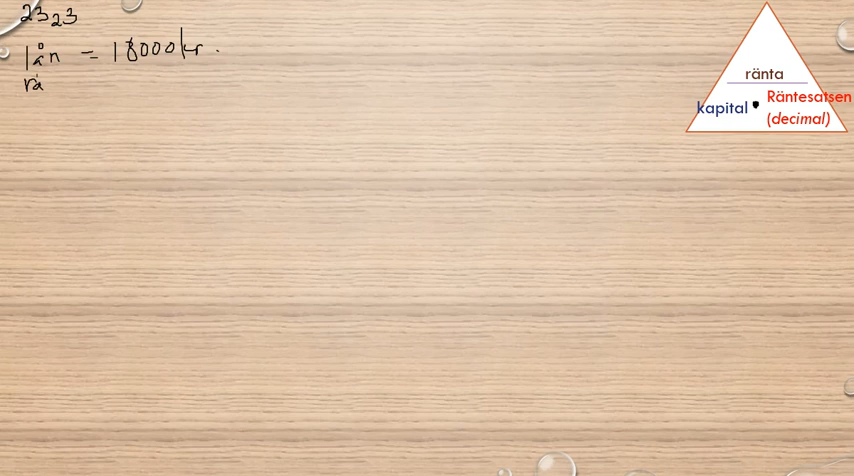 2323
lån = 18000kr.
rä
ränta
kapital • Räntesatsen
(decimal)